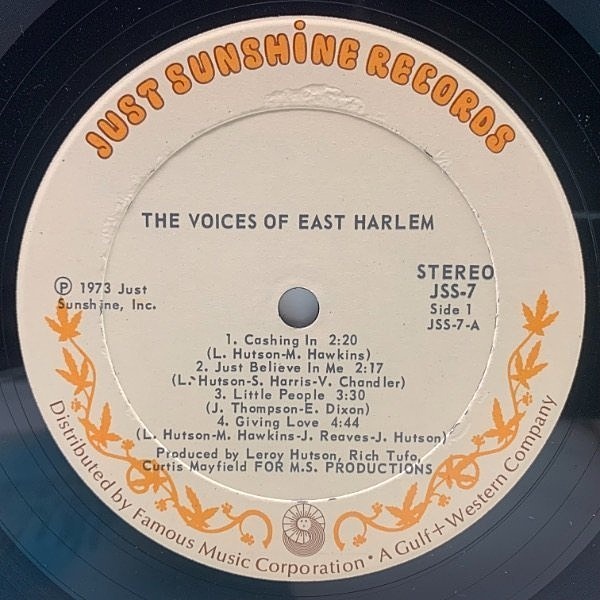 JUST SUNSHINE RECORDS
THE VOICES OF EAST HARLEM
℗ 1973 Just
Sunshine, Inc.
STEREO
JSS-7
Side 1
JSS-7-A
1. Cashing In 2:20
(L. Hutson-M. Hawkins)
2. Just Believe in Me 2:17
(L. Hutson-S. Harris-V. Chandler)
3. Little People 3:30
(J. Thompson-E. Dixon)
4. Giving Love 4:44
(L. Hutson-M. Hawkins-J. Reaves-J. Hutson)
Produced by Leroy Hutson, Rich Tufo,
Curtis Mayfield FOR M.S. PRODUCTIONS
Distributed by Famous Music Corporation • A Gulf+Western Company